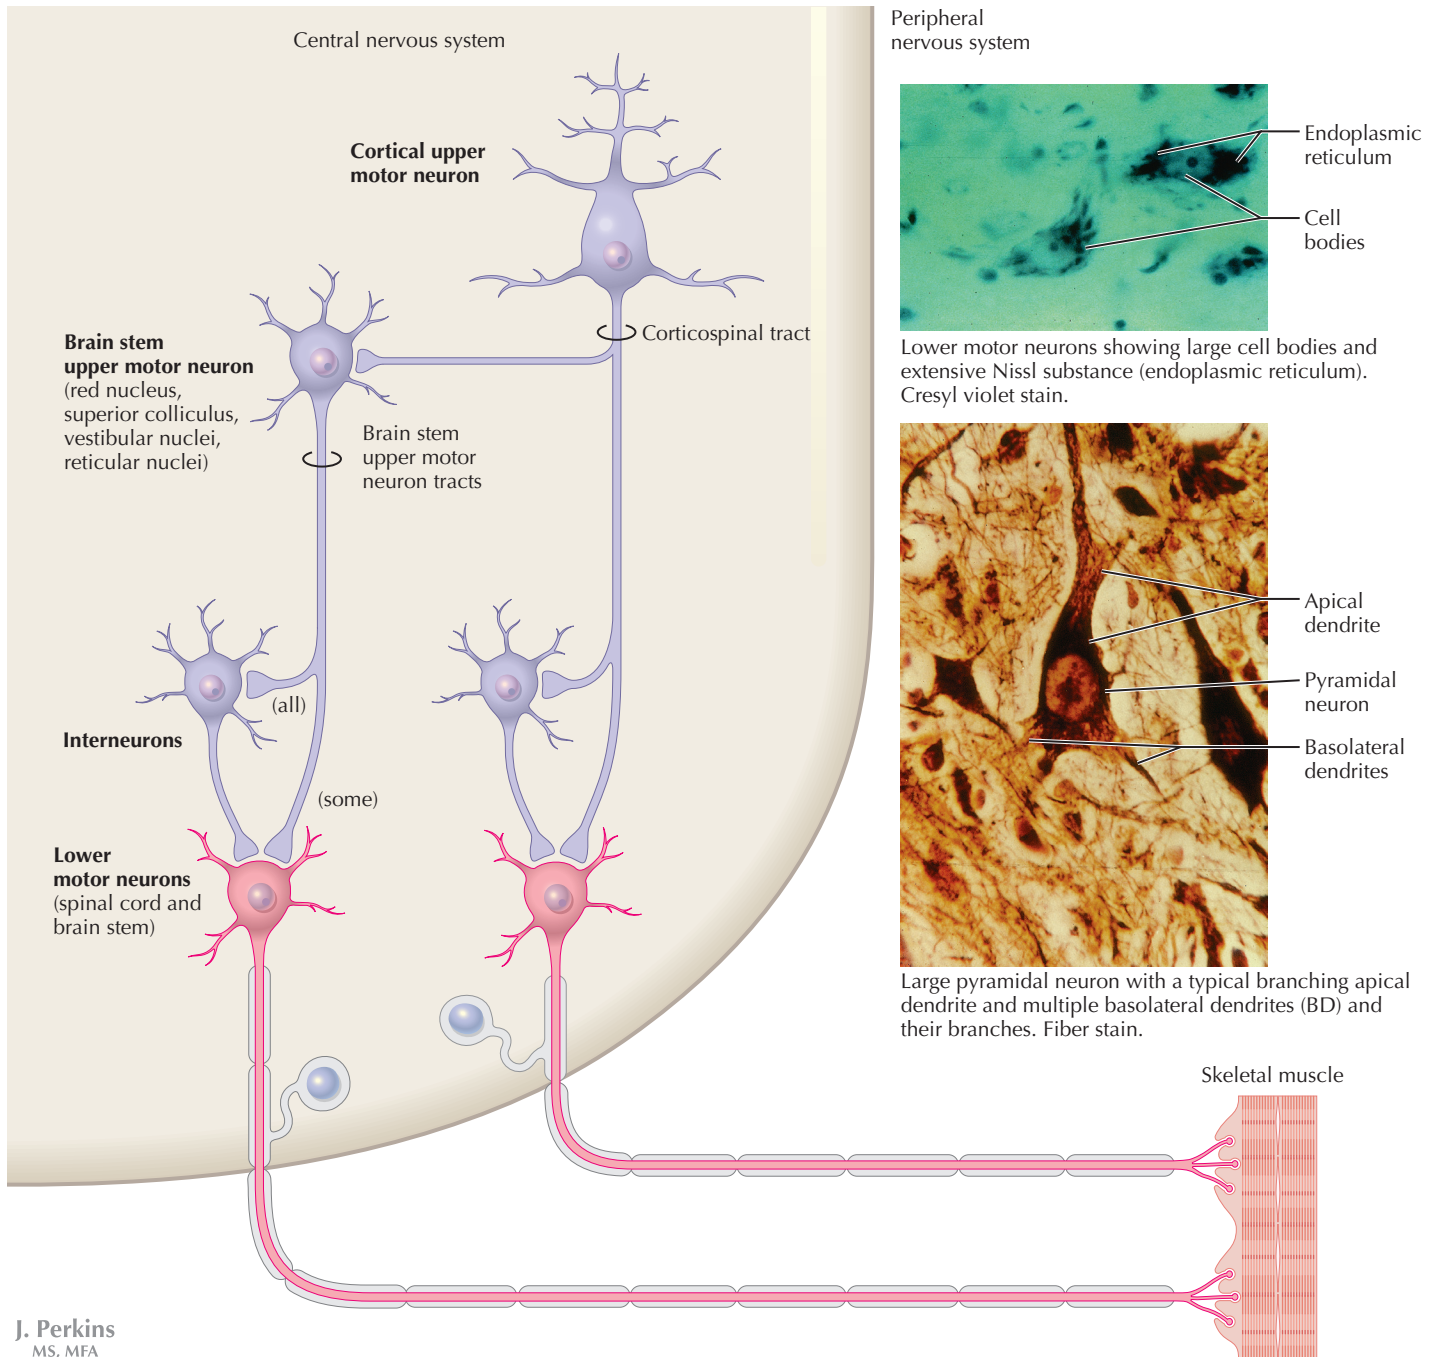 Central nervous system
Peripheral
nervous system
Cortical upper
motor neuron
Endoplasmic
reticulum
Cell
bodies
Corticospinal tract
Brain stem
upper motor neuron
(red nucleus,
superior colliculus,
vestibular nuclei,
reticular nuclei)
Lower motor neurons showing large cell bodies and
extensive Nissl substance (endoplasmic reticulum).
Cresyl violet stain.
Brain stem
upper motor
neuron tracts
Apical
dendrite
Pyramidal
neuron
(all)
Interneurons
Basolateral
dendrites
(some)
Lower
motor neurons
(spinal cord and
brain stem)
Large pyramidal neuron with a typical branching apical
dendrite and multiple basolateral dendrites (BD) and
their branches. Fiber stain.
Skeletal muscle
J. Perkins
MS, MFA